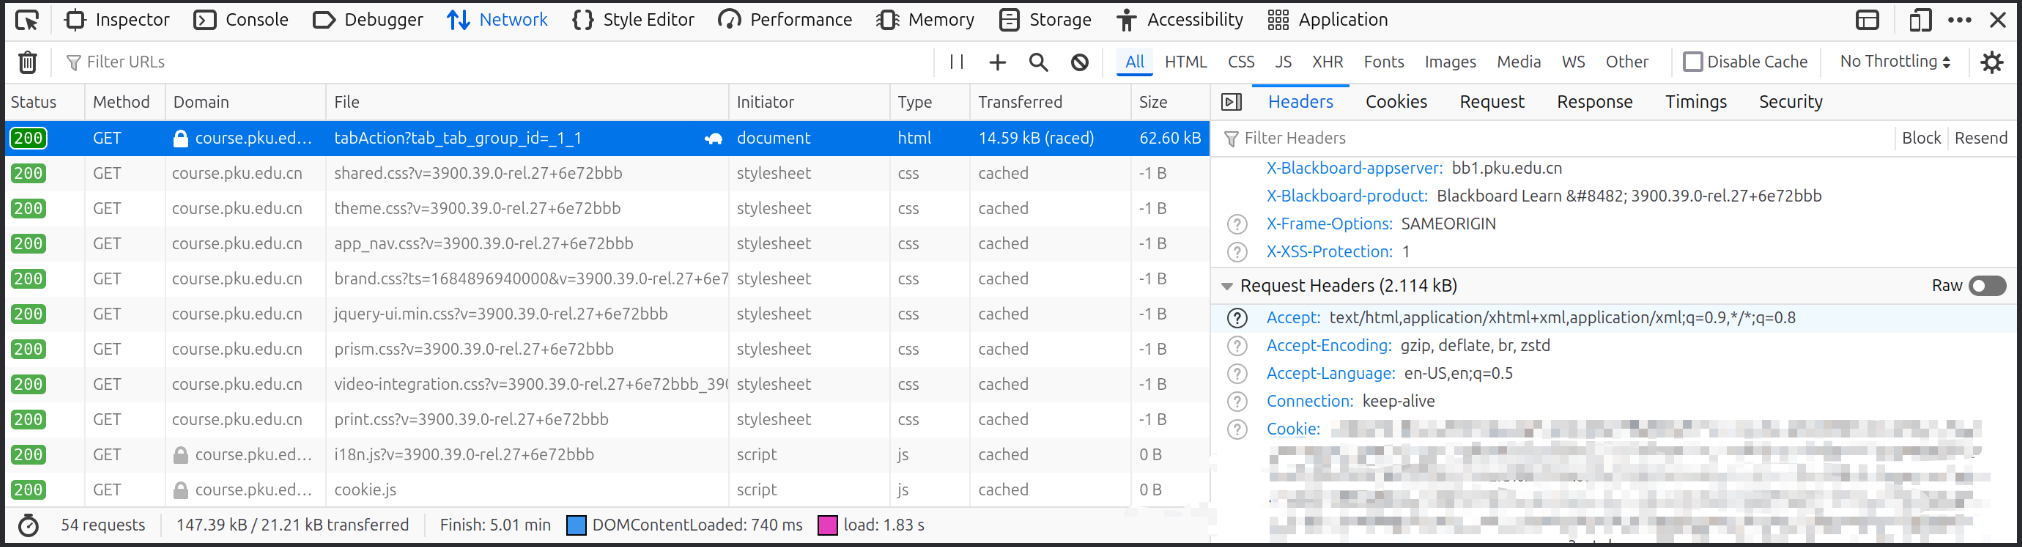 Inspector Console Debugger Network Style Editor Performance Memory Storage Accessibility Application
Filter URLs All HTML CSS JS XHR Fonts Images Media WS Other Disable Cache No Throttling
Status Method Domain File Initiator Type Transferred Size
200 GET course.pku.ed... tabAction?tab_tab_group_id=_1_1 document html 14.59 kB (raced) 62.60 kB
200 GET course.pku.edu.cn shared.css?v=3900.39.0-rel.27+6e72bbb stylesheet css cached -1 B
200 GET course.pku.edu.cn theme.css?v=3900.39.0-rel.27+6e72bbb stylesheet css cached -1 B
200 GET course.pku.edu.cn app_nav.css?v=3900.39.0-rel.27+6e72bbb stylesheet css cached -1 B
200 GET course.pku.edu.cn brand.css?ts=1684896940000&v=3900.39.0-rel.27+6e7 stylesheet css cached -1 B
200 GET course.pku.edu.cn jquery-ui.min.css?v=3900.39.0-rel.27+6e72bbb stylesheet css cached -1 B
200 GET course.pku.edu.cn prism.css?v=3900.39.0-rel.27+6e72bbb stylesheet css cached -1 B
200 GET course.pku.edu.cn video-integration.css?v=3900.39.0-rel.27+6e72bbb_390 stylesheet css cached -1 B
200 GET course.pku.edu.cn print.css?v=3900.39.0-rel.27+6e72bbb stylesheet css cached -1 B
200 GET course.pku.ed... i18n.js?v=3900.39.0-rel.27+6e72bbb script js cached 0 B
200 GET course.pku.ed... cookie.js script js cached 0 B
54 requests 147.39 kB / 21.21 kB transferred Finish: 5.01 min DOMContentLoaded: 740 ms load: 1.83 s
Headers Cookies Request Response Timings Security
Filter Headers Block Resend
X-Blackboard-appserver: bb1.pku.edu.cn
X-Blackboard-product: Blackboard Learn &#8482; 3900.39.0-rel.27+6e72bbb
X-Frame-Options: SAMEORIGIN
X-XSS-Protection: 1
Request Headers (2.114 kB) Raw
Accept: text/html,application/xhtml+xml,application/xml;q=0.9,*/*;q=0.8
Accept-Encoding: gzip, deflate, br, zstd
Accept-Language: en-US,en;q=0.5
Connection: keep-alive
Cookie: